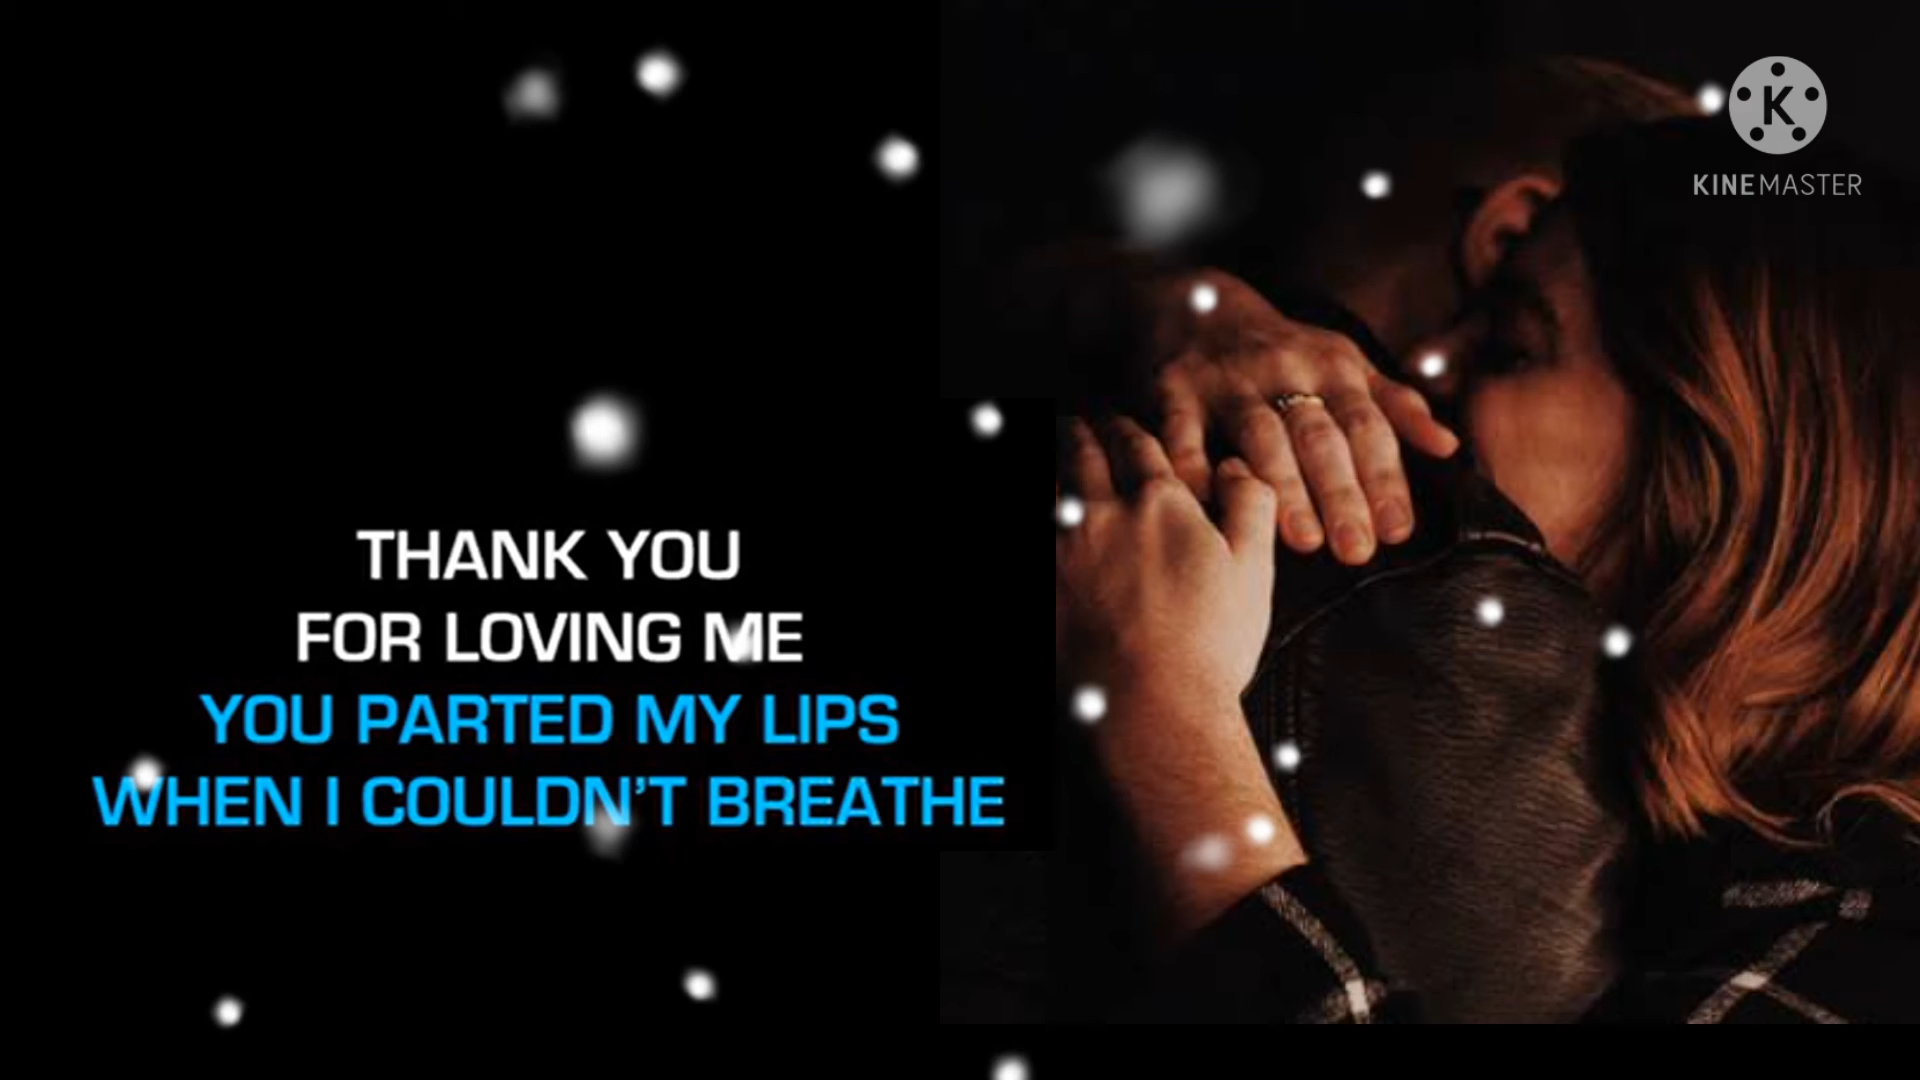 K
KINEMASTER
THANK YOU
FOR LOVING ME
YOU PARTED MY LIPS
WHEN I COULDN'T BREATHE